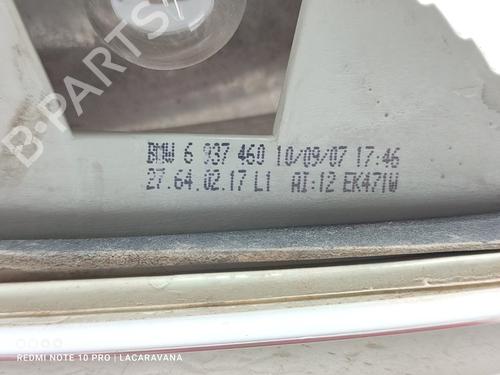 B-PARTS
BMW 6 937 460 10/09/07 17:46
27.64.02.17 L1 AI:12 EK471W
REDMI NOTE 10 PRO | LACARAVANA